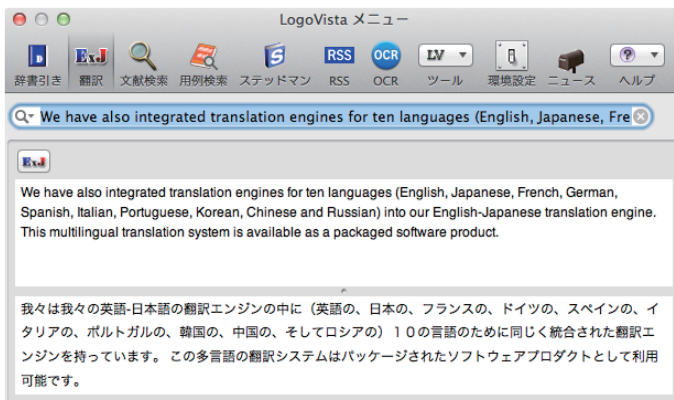 LogoVista メニュー
D ExJ S RSS OCR LV
辞書引き 翻訳 文献検索 用例検索 ステッドマン RSS OCR ツール 環境設定 ニュース ヘルプ
We have also integrated translation engines for ten languages (English, Japanese, Fre
ExJ
We have also integrated translation engines for ten languages (English, Japanese, French, German,
Spanish, Italian, Portuguese, Korean, Chinese and Russian) into our English-Japanese translation engine.
This multilingual translation system is available as a packaged software product.
我々は我々の英語-日本語の翻訳エンジンの中に（英語の、日本の、フランスの、ドイツの、スペインの、イ
タリアの、ポルトガルの、韓国の、中国の、そしてロシアの）１０の言語のために同じく統合された翻訳エ
ンジンを持っています。 この多言語の翻訳システムはパッケージされたソフトウェアプロダクトとして利用
可能です。